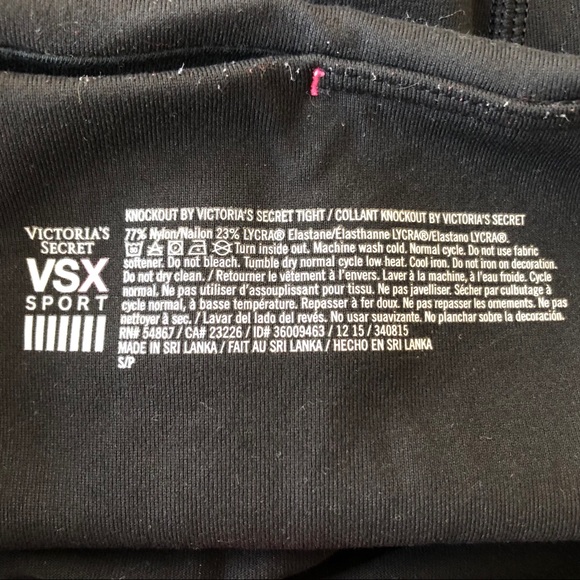 VICTORIA'S
SECRET
VSX
SPORT
KNOCKOUT BY VICTORIA'S SECRET TIGHT / COLLANT KNOCKOUT BY VICTORIA'S SECRET
77% Nylon/Nailon 23% LYCRA® Elastane/Élasthanne LYCRA®/Elastano LYCRA®.
Turn inside out. Machine wash cold. Normal cycle. Do not use fabric
softener. Do not bleach. Tumble dry normal cycle low heat. Cool iron. Do not iron on decoration.
Do not dry clean. / Retourner le vêtement à l'envers. Laver à la machine, à l'eau froide. Cycle
normal. Ne pas utiliser d'assouplissant pour tissu. Ne pas javelliser. Sécher par culbutage à
cycle normal, à basse température. Repasser à fer doux. Ne pas repasser les ornements. Ne pas
nettoyer à sec. / Lavar del lado del revés. No usar suavizante. No planchar sobre la decoración.
RN# 54867 / CA# 23226 / ID# 36009463 / 12 15 / 340815
MADE IN SRI LANKA / FAIT AU SRI LANKA / HECHO EN SRI LANKA
S/P